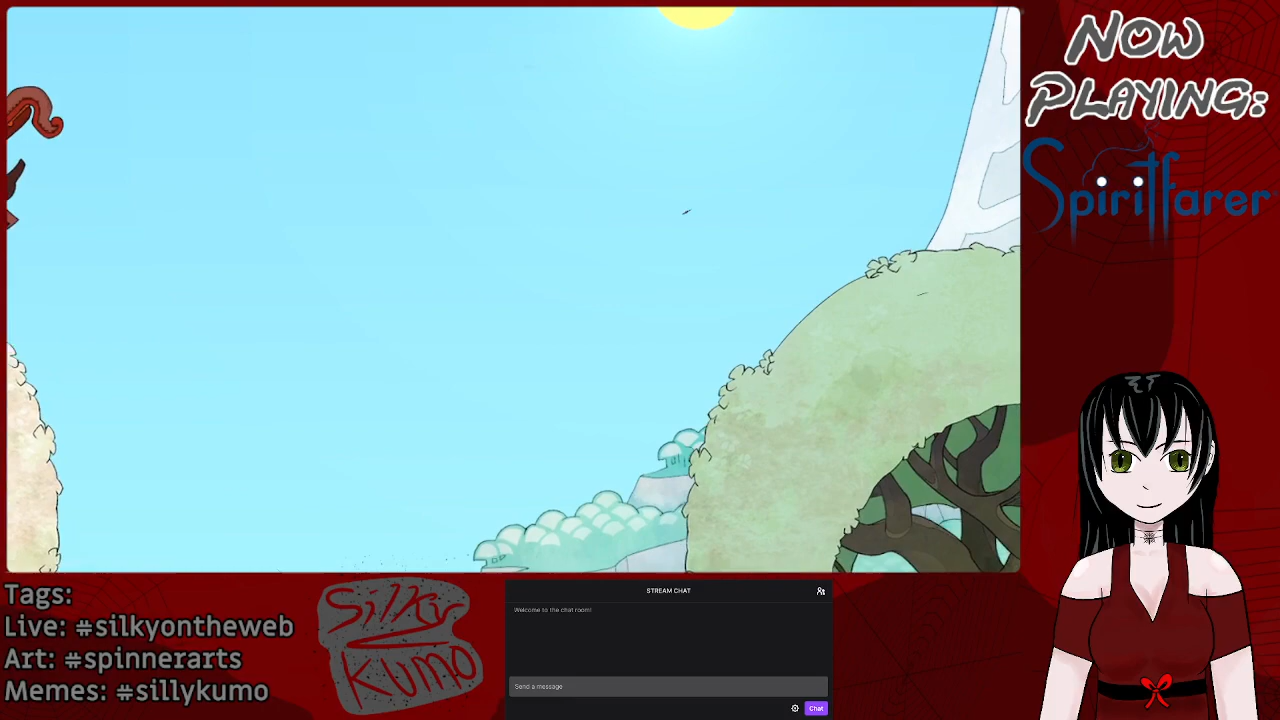 NOW
PLAYING:
Spiritfarer
Tags:
Live: #silkyontheweb
Art: #spinnerarts
Memes: #sillykumo
Silky
Kumo
STREAM CHAT
Welcome to the chat room!
Send a message
Chat